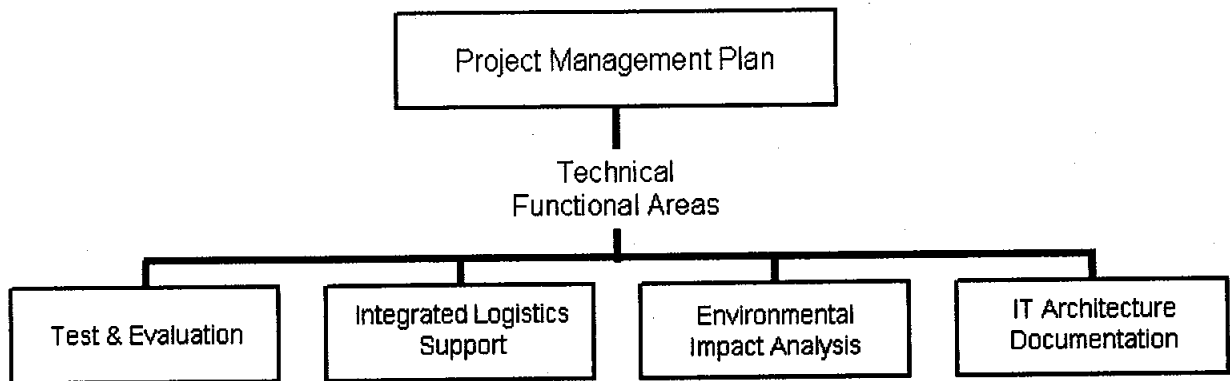 Project Management Plan
Technical
Functional Areas
Test & Evaluation
Integrated Logistics
Support
Environmental
Impact Analysis
IT Architecture
Documentation